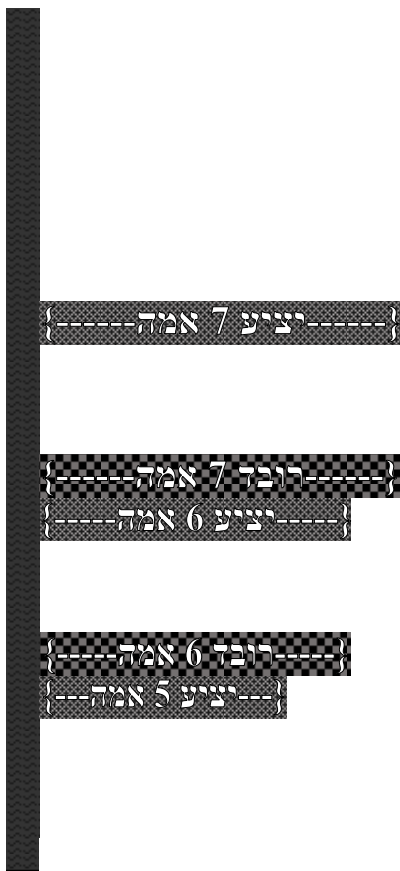 {------יציע 7 אמה------}
{------רובד 7 אמה------}
{-----יציע 6 אמה-----}
{-----רובד 6 אמה-----}
{---יציע 5 אמה---}